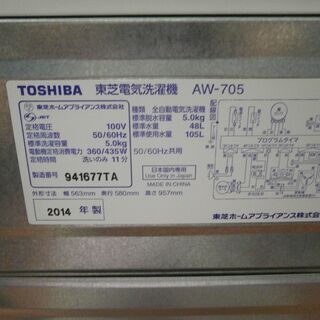 TOSHIBA 東芝電気洗濯機 AW-705
東芝ホームアプライアンス株式会社
JET
定格電圧 100V
定格周波数 50/60Hz
標準洗濯容量 5.0kg
電動機定格消費電力 360/435W
定格時間 洗いのみ 11分
製造番号 941677TA
外形寸法 幅 563mm 奥行 580mm 高さ 957mm
種類 全自動電気洗濯機
標準脱水容量 5.0kg
標準水量 48L
標準使用水量 105L
50/60Hz共用
日本国内専用
Use Only in Japan
MADE IN CHINA
プログラムタイマ
2014 年製
東芝ホームアプライアンス株式会社